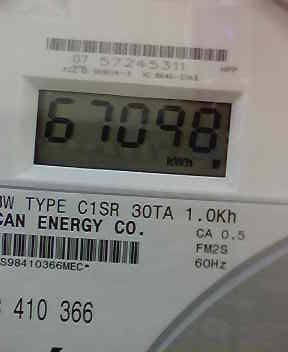 07 57245311
67098
kWh
TYPE C1SR 30TA 1.0Kh
CAN ENERGY CO.
CA 0.5
FM2S
S98410366MEC*
60Hz
410 366